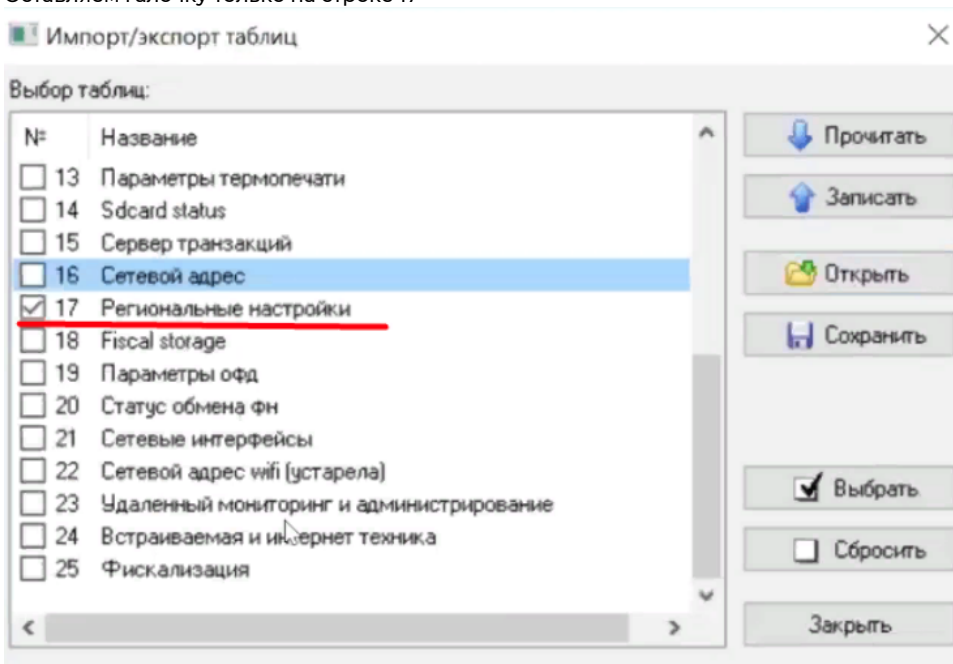 Импорт/экспорт таблиц
Выбор таблиц:
№ Название
13 Параметры термопечати
14 Sdcard status
15 Сервер транзакций
16 Сетевой адрес
17 Региональные настройки
18 Fiscal storage
19 Параметры офд
20 Статус обмена фн
21 Сетевые интерфейсы
22 Сетевой адрес wifi (устарела)
23 Удаленный мониторинг и администрирование
24 Встраиваемая и интернет техника
25 Фискализация
Прочитать
Записать
Открыть
Сохранить
Выбрать
Сбросить
Закрыть